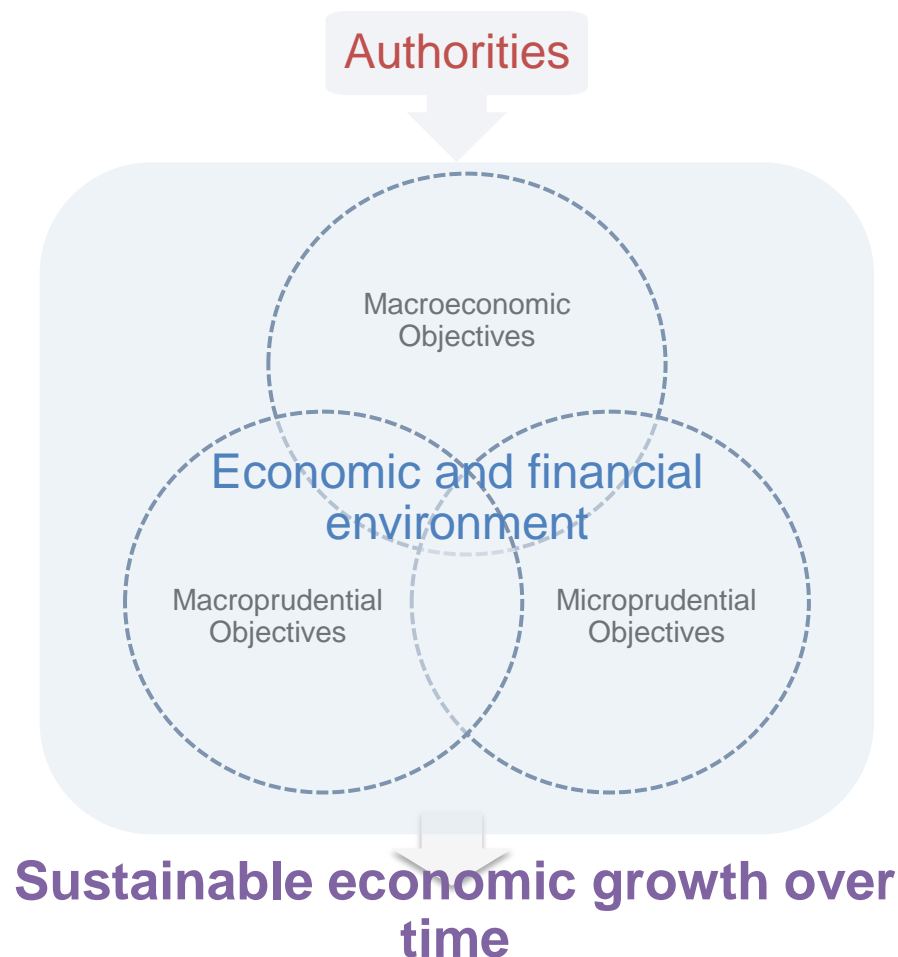 Authorities
Macroeconomic
Objectives
Economic and financial
environment
Macroprudential
Objectives
Microprudential
Objectives
Sustainable economic growth over
time